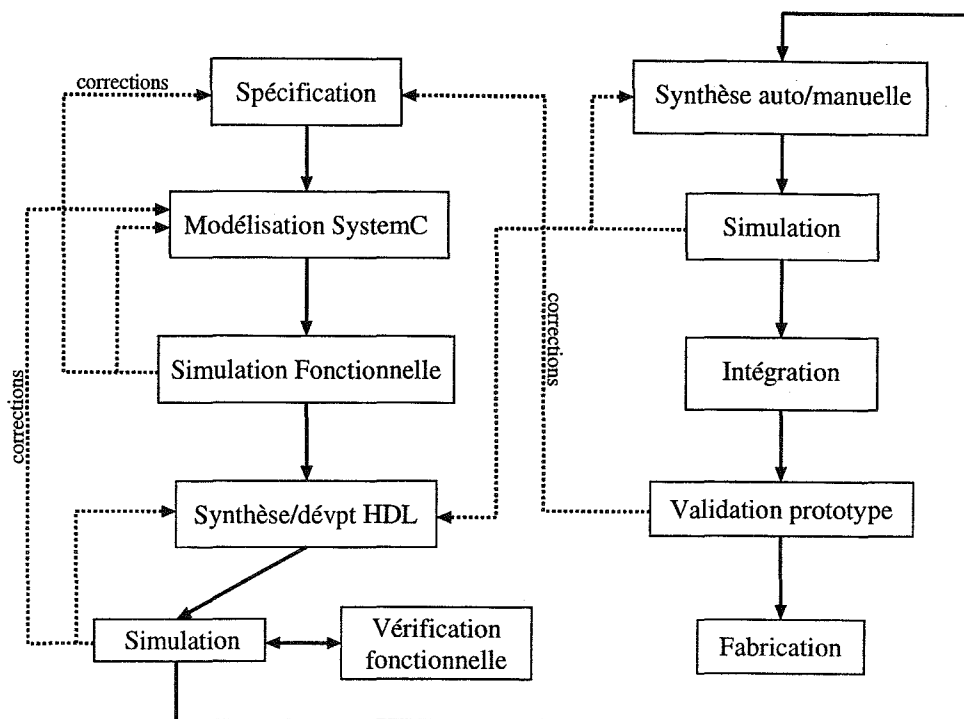 corrections
Spécification
Modélisation SystemC
Simulation Fonctionnelle
corrections
Synthèse/dévpt HDL
Simulation
Vérification
fonctionnelle
Synthèse auto/manuelle
Simulation
corrections
Intégration
Validation prototype
Fabrication